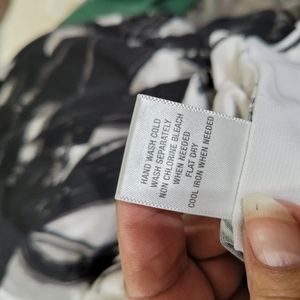 HAND WASH COLD
WASH SEPARATELY
NON CHLORINE BLEACH
WHEN NEEDED
FLAT DRY
COOL IRON WHEN NEEDED